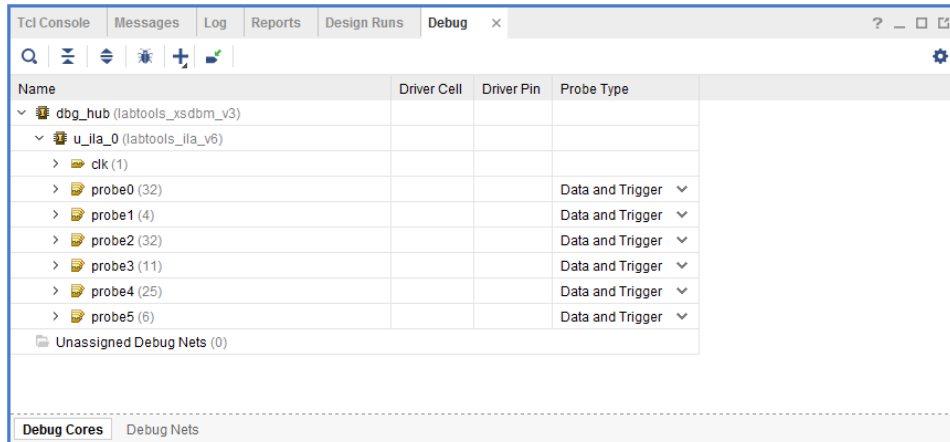 Tcl Console Messages Log Reports Design Runs Debug
Name Driver Cell Driver Pin Probe Type
dbg_hub (labtools_xsdbm_v3)
u_ila_0 (labtools_ila_v6)
clk (1)
probe0 (32) Data and Trigger
probe1 (4) Data and Trigger
probe2 (32) Data and Trigger
probe3 (11) Data and Trigger
probe4 (25) Data and Trigger
probe5 (6) Data and Trigger
Unassigned Debug Nets (0)
Debug Cores Debug Nets